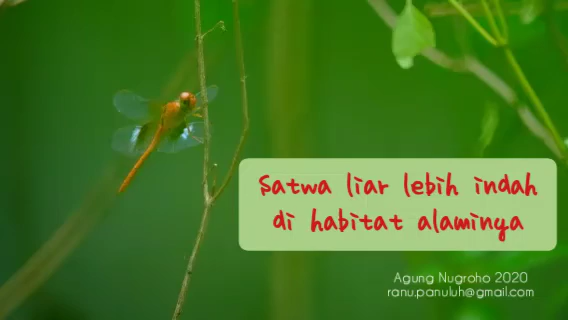 Satwa liar lebih indah
di habitat alaminya
Agung Nugroho 2020
ranu.panuluh@gmail.com